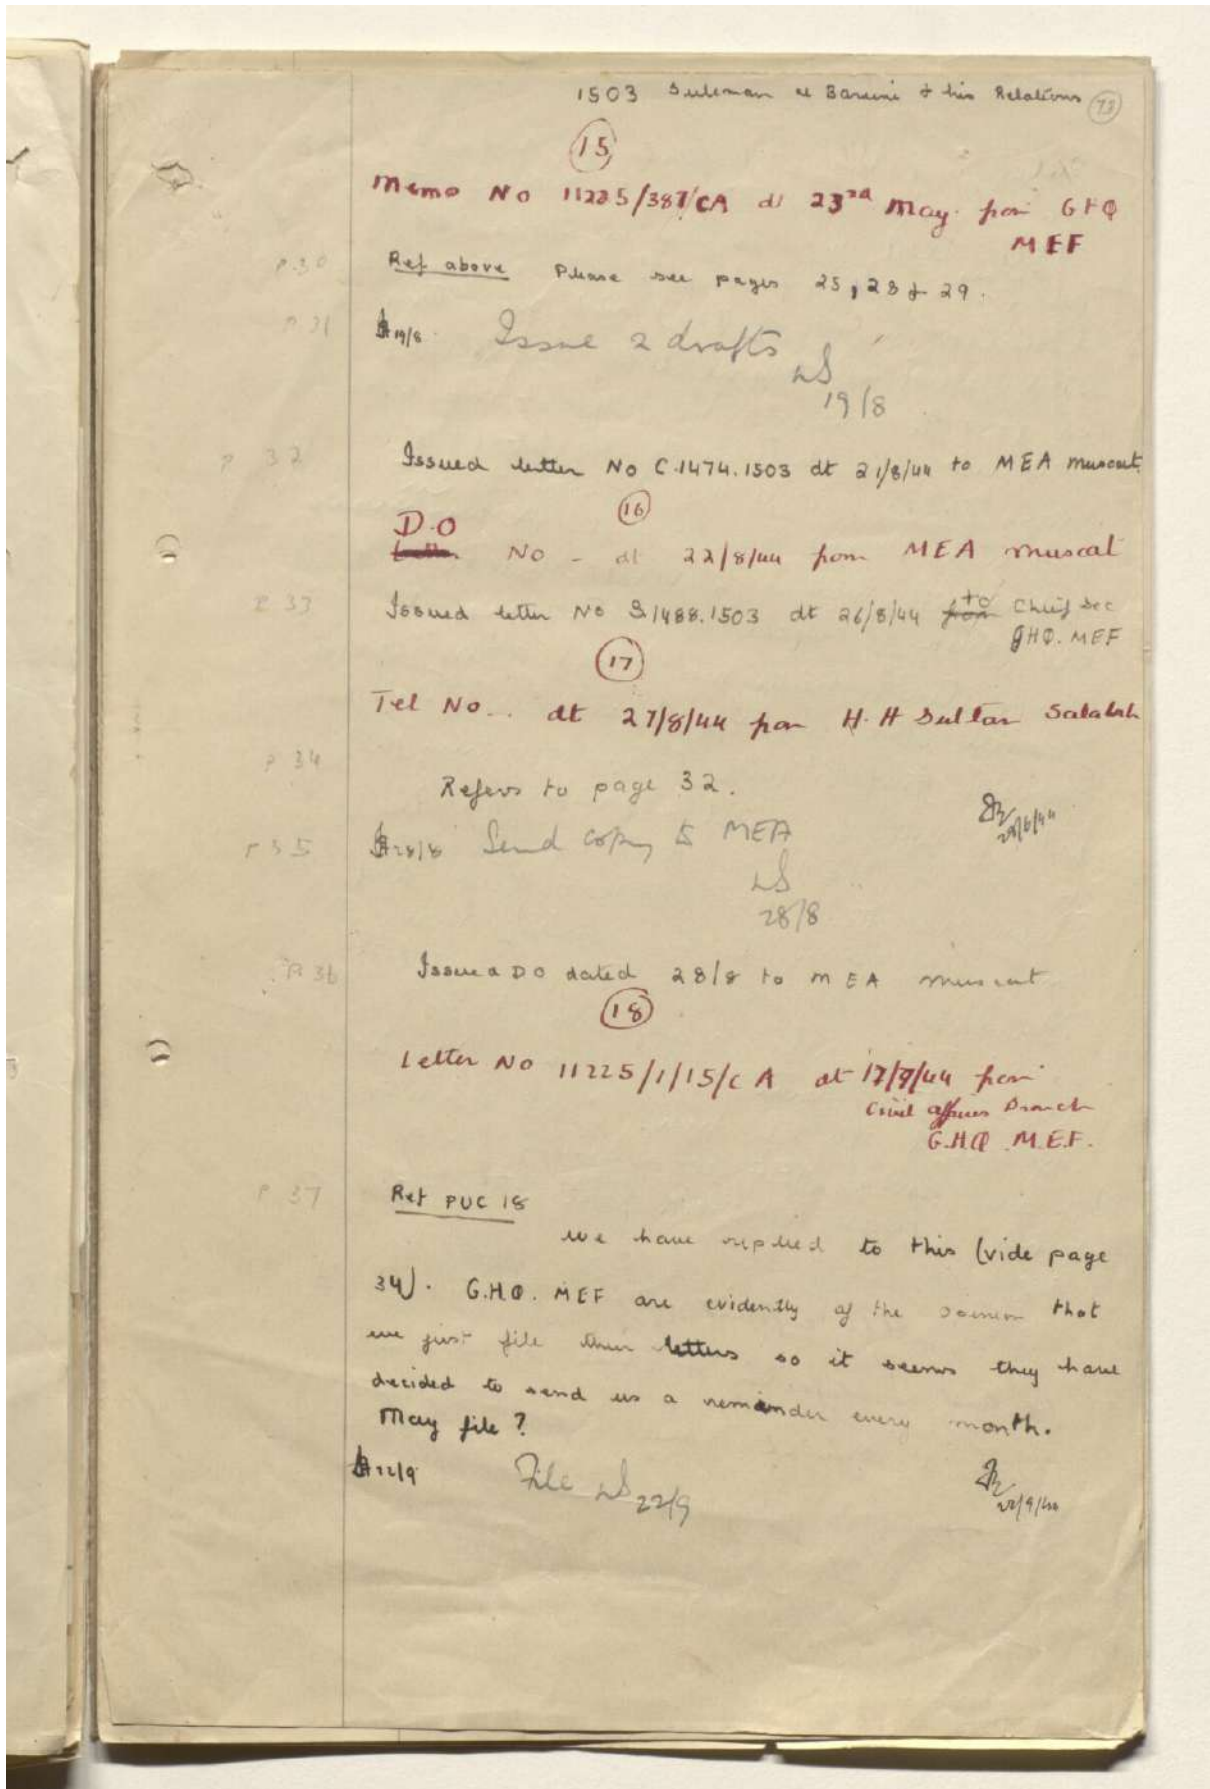 1503 Suleman al Baruni & his Relations 73
15
Memo No 11225/387/CA dt 23rd May from GHQ
MEF
P 30
Ref above Please see pages 25, 28 & 29.
P 31
19/8 Issue 2 drafts
19/8
P 32
Issued letter No C.1474.1503 dt 21/8/44 to MEA Muscat
16
D.O
Letter No - dt 22/8/44 from MEA Muscat
P 33
Issued letter No S.1488.1503 dt 26/8/44 from to Chief Sec
GHQ. MEF
17
Tel No... dt 27/8/44 from H.H Sultan Salalah
P 34
Refers to page 32.
P 35
28/8 Send copy to MEA
28/8
P 36
Issued DO dated 28/8 to MEA Muscat
18
Letter No 11225/1/15/CA dt 17/9/44 from
Civil Affairs Branch
G.H.Q. M.E.F.
P 37
Ref PUC 18
we have replied to this (vide page
34). G.H.Q. MEF are evidently of the opinion that
we just file their letters so it seems they have
decided to send us a reminder every month.
May file?
22/9 File 22/9
22/9/44